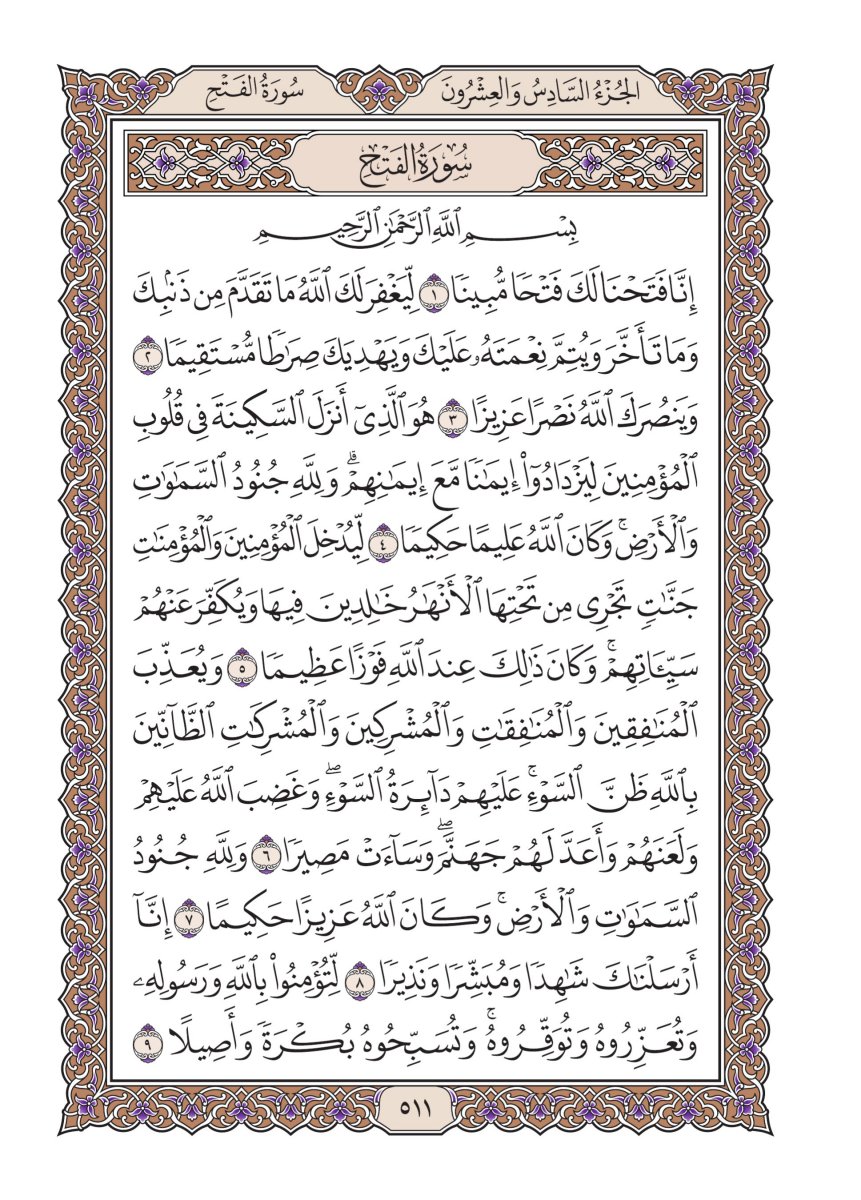 الجُزْءُ السَّادِسُ وَالعِشْرُونَ
سُورَةُ الفَتْحِ
سُورَةُ الفَتْحِ
بِسْمِ ٱللَّهِ ٱلرَّحْمَٰنِ ٱلرَّحِيمِ
إِنَّا فَتَحْنَا لَكَ فَتْحًا مُّبِينًا ١ لِّيَغْفِرَ لَكَ ٱللَّهُ مَا تَقَدَّمَ مِن ذَنۢبِكَ
وَمَا تَأَخَّرَ وَيُتِمَّ نِعْمَتَهُۥ عَلَيْكَ وَيَهْدِيَكَ صِرَٰطًا مُّسْتَقِيمًا ٢
وَيَنصُرَكَ ٱللَّهُ نَصْرًا عَزِيزًا ٣ هُوَ ٱلَّذِىٓ أَنزَلَ ٱلسَّكِينَةَ فِى قُلُوبِ
ٱلْمُؤْمِنِينَ لِيَزْدَادُوٓا۟ إِيمَٰنًا مَّعَ إِيمَٰنِهِمْۗ وَلِلَّهِ جُنُودُ ٱلسَّمَٰوَٰتِ
وَٱلْأَرْضِۚ وَكَانَ ٱللَّهُ عَلِيمًا حَكِيمًا ٤ لِّيُدْخِلَ ٱلْمُؤْمِنِينَ وَٱلْمُؤْمِنَٰتِ
جَنَّٰتٍ تَجْرِى مِن تَحْتِهَا ٱلْأَنْهَٰرُ خَٰلِدِينَ فِيهَا وَيُكَفِّرَ عَنْهُمْ
سَيِّـَٔاتِهِمْۚ وَكَانَ ذَٰلِكَ عِندَ ٱللَّهِ فَوْزًا عَظِيمًا ٥ وَيُعَذِّبَ
ٱلْمُنَٰفِقِينَ وَٱلْمُنَٰفِقَٰتِ وَٱلْمُشْرِكِينَ وَٱلْمُشْرِكَٰتِ ٱلظَّآنِّينَ
بِٱللَّهِ ظَنَّ ٱلسَّوْءِۚ عَلَيْهِمْ دَآئِرَةُ ٱلسَّوْءِۖ وَغَضِبَ ٱللَّهُ عَلَيْهِمْ
وَلَعَنَهُمْ وَأَعَدَّ لَهُمْ جَهَنَّمَۖ وَسَآءَتْ مَصِيرًا ٦ وَلِلَّهِ جُنُودُ
ٱلسَّمَٰوَٰتِ وَٱلْأَرْضِۚ وَكَانَ ٱللَّهُ عَزِيزًا حَكِيمًا ٧ إِنَّآ
أَرْسَلْنَٰكَ شَٰهِدًا وَمُبَشِّرًا وَنَذِيرًا ٨ لِّتُؤْمِنُوا۟ بِٱللَّهِ وَرَسُولِهِۦ
وَتُعَزِّرُوهُ وَتُوَقِّرُوهُۚ وَتُسَبِّحُوهُ بُكْرَةً وَأَصِيلًا ٩
٥١١